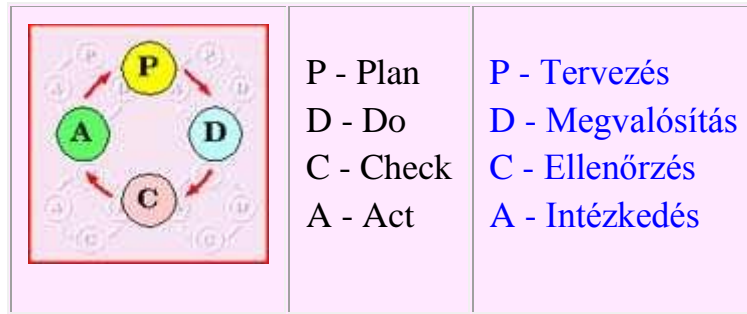 P
A
D
C
P - Plan
D - Do
C - Check
A - Act
P - Tervezés
D - Megvalósítás
C - Ellenőrzés
A - Intézkedés